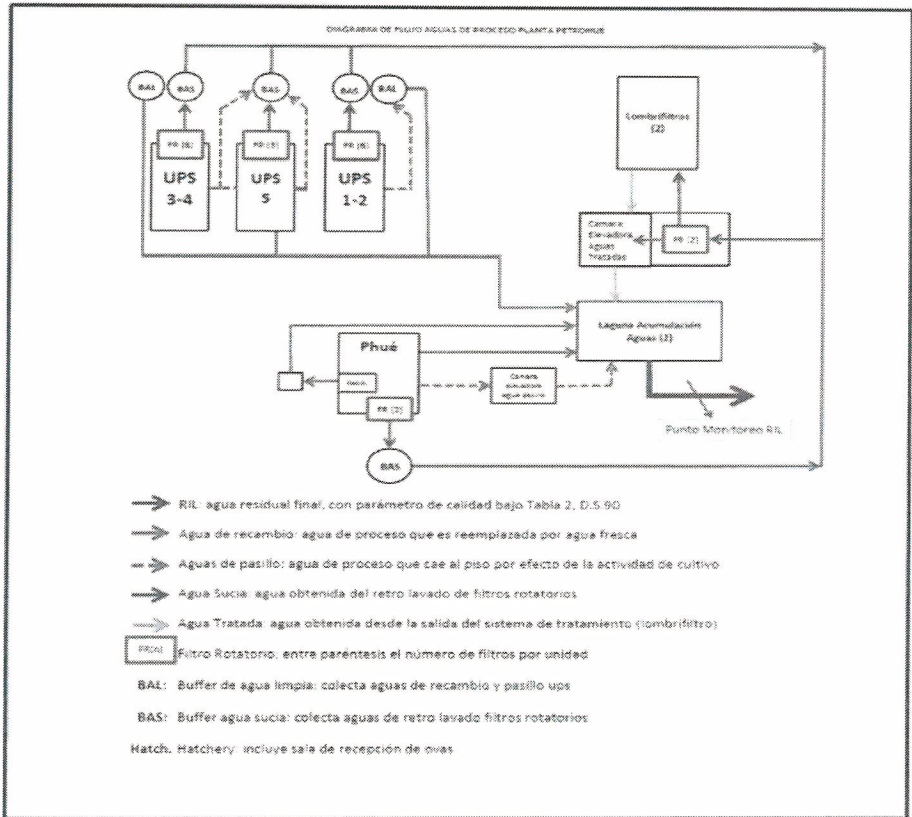 DIAGRAMA DE FLUJO AGUAS DE PROCESO PLANTA PETROHUE
BAL
BAS
BAS
BAS
BAL
FR (6)
FR (3)
FR (6)
UPS
3-4
UPS
5
UPS
1-2
Lombrifiltros
(2)
Camara
Elevadora
Aguas
Tratadas
FR (2)
Laguna Acumulación
Aguas (2)
Phué
Hatch.
FR (2)
Camara
elevadora
BAS
Punto Monitoreo RIL
RIL: agua residual final, con parámetro de calidad bajo Tabla 2, D.S 90
Agua de recambio: agua de proceso que es reemplazada por agua fresca
Aguas de pasillo: agua de proceso que cae al piso por efecto de la actividad de cultivo
Agua Sucia: agua obtenida del retro lavado de filtros rotatorios
Agua Tratada: agua obtenida desde la salida del sistema de tratamiento (lombrifiltro)
Filtro Rotatorio: entre paréntesis el número de filtros por unidad
BAL: Buffer de agua limpia: colecta aguas de recambio y pasillo ups
BAS: Buffer agua sucia: colecta aguas de retro lavado filtros rotatorios
Hatch. Hatchery: incluye sala de recepción de ovas